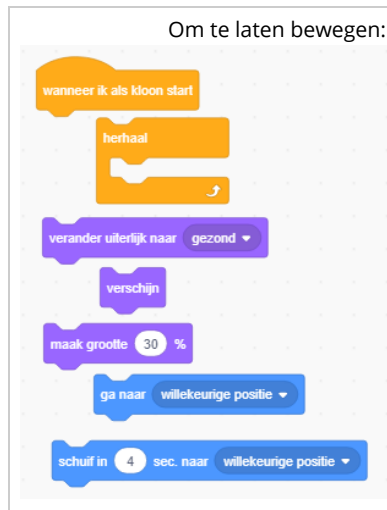 Om te laten bewegen:
wanneer ik als kloon start
herhaal
verander uiterlijk naar gezond
verschijn
maak grootte 30 %
ga naar willekeurige positie
schuif in 4 sec. naar willekeurige positie